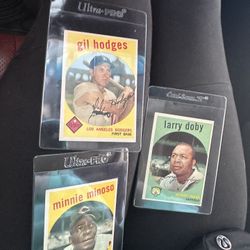 ULTRA-PRO
gil hodges
LOS ANGELES DODGERS
FIRST BASE
larry doby
ULTRA-PRO
minnie minoso